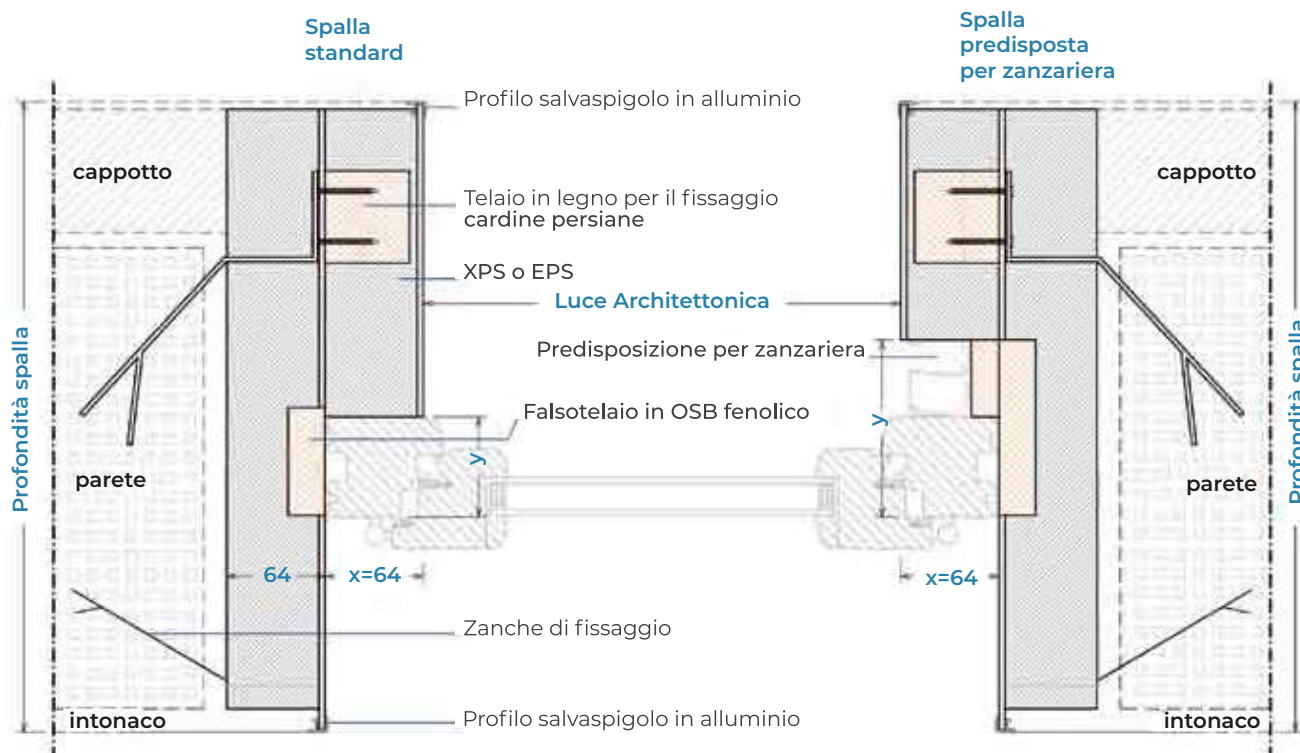 Spalla
standard
Spalla
predisposta
per zanzariera
Profilo salvaspigolo in alluminio
cappotto
cappotto
Telaio in legno per il fissaggio
cardine persiane
XPS o EPS
Luce Architettonica
Predisposizione per zanzariera
Falsotelaio in OSB fenolico
y
y
Profondità spalla
Profondità spalla
parete
parete
64
x=64
x=64
Zanche di fissaggio
Profilo salvaspigolo in alluminio
intonaco
intonaco